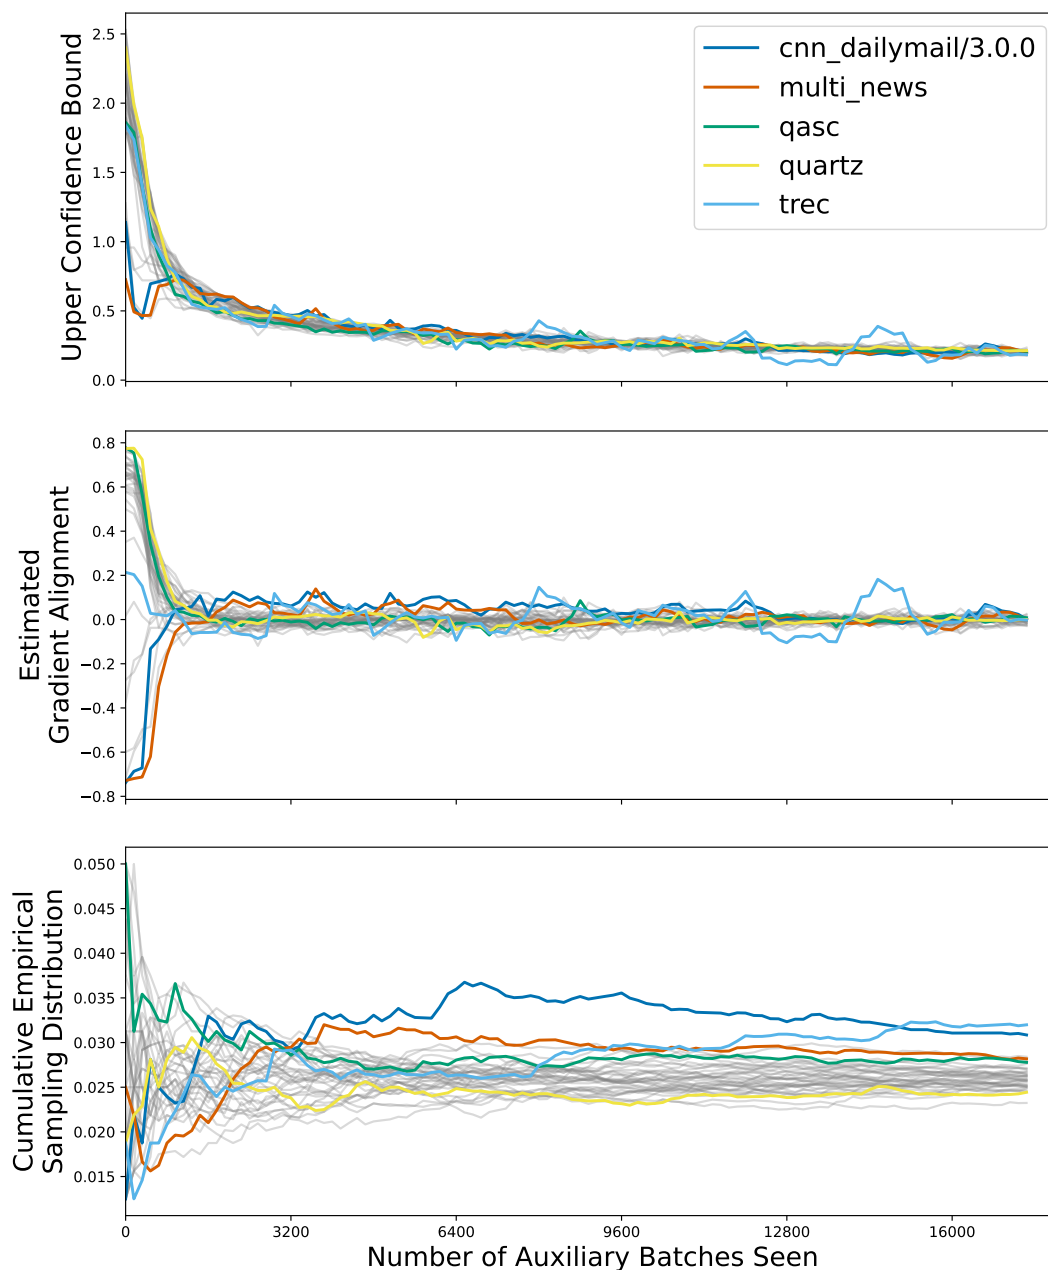 Upper Confidence Bound
2.5
2.0
1.5
1.0
0.5
0.0
cnn_dailymail/3.0.0
multi_news
qasc
quartz
trec
Estimated
Gradient Alignment
0.8
0.6
0.4
0.2
0.0
−0.2
−0.4
−0.6
−0.8
Cumulative Empirical
Sampling Distribution
0.050
0.045
0.040
0.035
0.030
0.025
0.020
0.015
0 3200 6400 9600 12800 16000
Number of Auxiliary Batches Seen